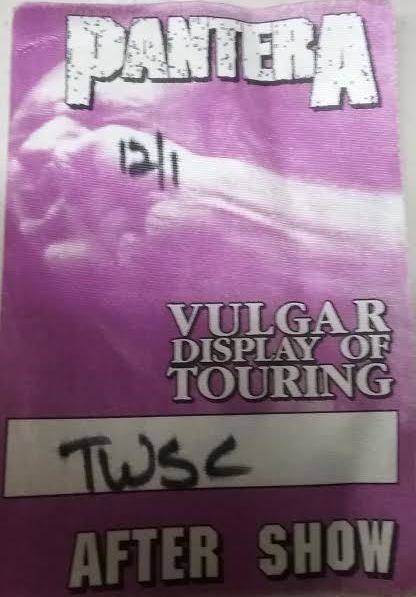 PANTERA
12/1
VULGAR
DISPLAY OF
TOURING
TWSC
AFTER SHOW